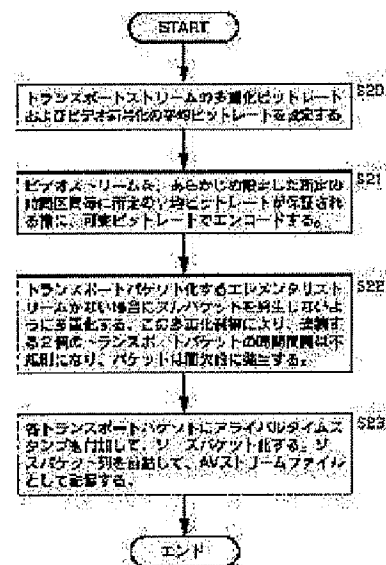 START
S20
トランスポートストリームの多重化ビットレート
およびビデオ符号化の平均ビットレートを設定する
S21
ビデオストリームを、あらかじめ設定した所定の
時間区間毎に所定の平均ビットレートが保証され
る様に、可変ビットレートでエンコードする。
S22
トランスポートパケット化するエレメンタリスト
リームがない場合にヌルパケットを発生しないよ
うに多重化する。この多重化制御により、連続す
る2個のトランスポートパケットの時間間隔は不
規則になり、パケットは間欠的に発生する。
S23
各トランスポートパケットにアライバルタイムス
タンプを付加して、ソースパケット化する。ソー
スパケット列を記録して、AVストリームファイル
として記録する。
エンド